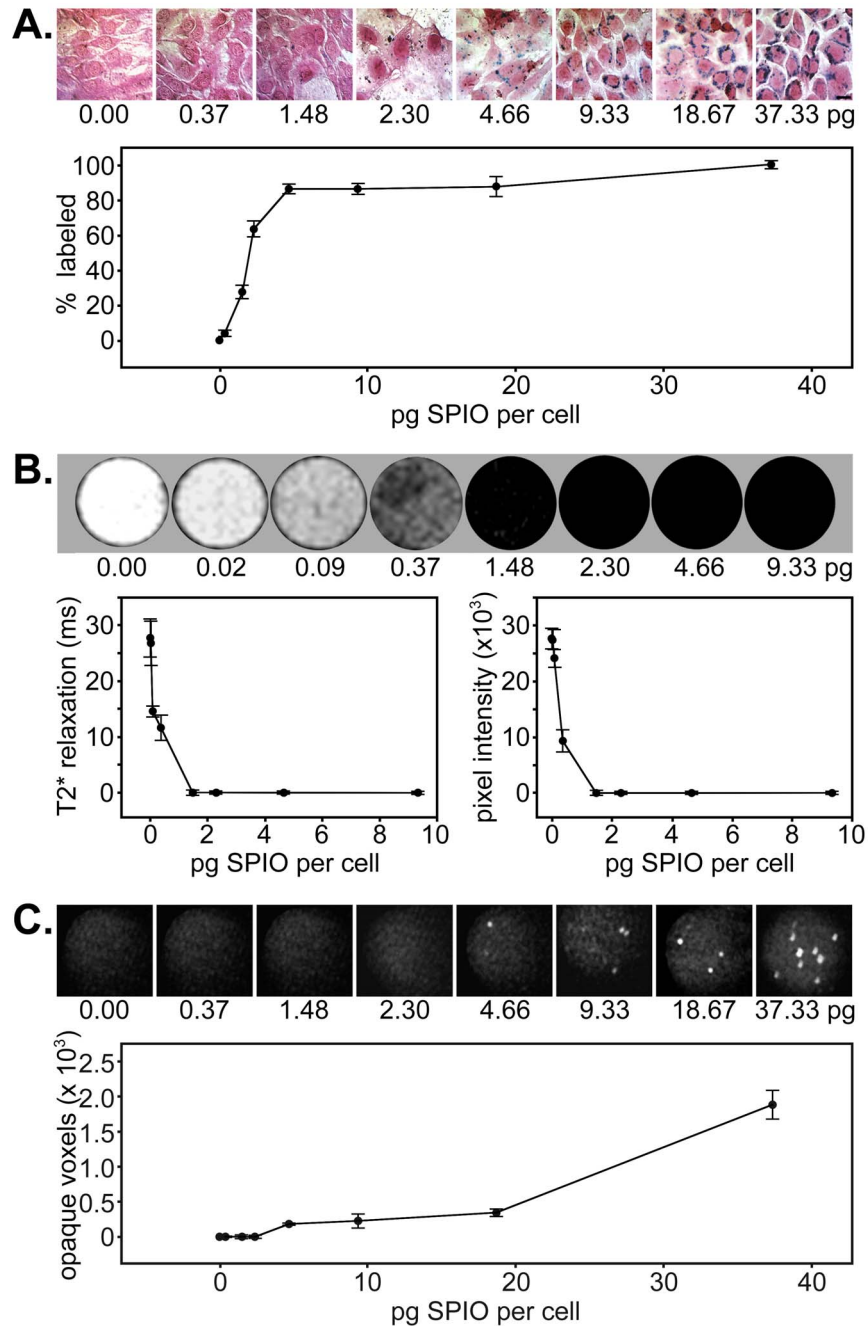 A.
0.00 0.37 1.48 2.30 4.66 9.33 18.67 37.33 pg
% labeled
100
80
60
40
20
0
0 10 20 30 40
pg SPIO per cell
B.
0.00 0.02 0.09 0.37 1.48 2.30 4.66 9.33 pg
T2* relaxation (ms)
30
20
10
0
0 2 4 6 8 10
pg SPIO per cell
pixel intensity (x10³)
30
20
10
0
0 2 4 6 8 10
pg SPIO per cell
C.
0.00 0.37 1.48 2.30 4.66 9.33 18.67 37.33 pg
opaque voxels (x 10³)
2.5
2.0
1.5
1.0
0.5
0
0 10 20 30 40
pg SPIO per cell